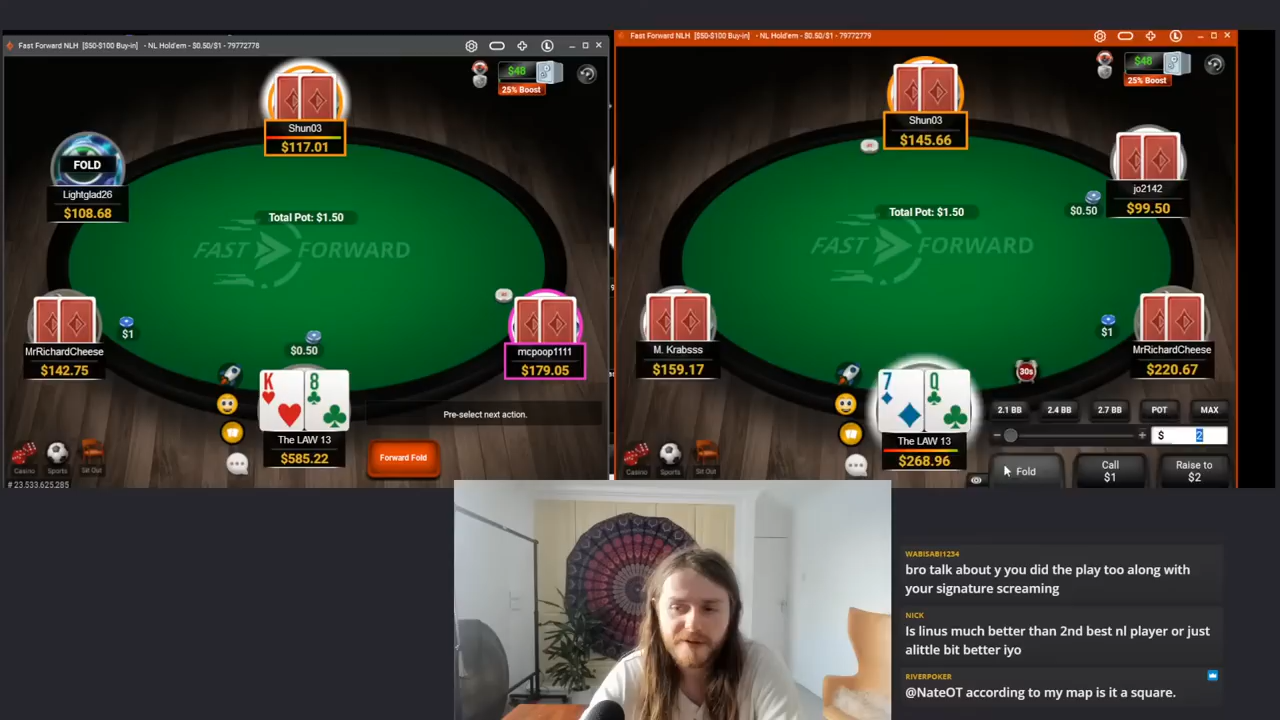 Fast Forward NLH [$50-$100 Buy-in] - NL Hold'em - $0.50/$1 - 79772778
$48
25% Boost
Shun03
$117.01
FOLD
Lightglad26
$108.68
Total Pot: $1.50
FAST FORWARD
MrRichardCheese
$142.75
$1
$0.50
mcpoop1111
$179.05
K
8
The LAW 13
$585.22
Pre-select next action.
Forward Fold
Casino
Sports
Sit Out
# 23.533.625.285
Fast Forward NLH [$50-$100 Buy-in] - NL Hold'em - $0.50/$1 - 79772779
$48
25% Boost
Shun03
$145.66
jo2142
$99.50
$0.50
Total Pot: $1.50
FAST FORWARD
M. Krabsss
$159.17
$1
MrRichardCheese
$220.67
30s
7
Q
The LAW 13
$268.96
2.1 BB
2.4 BB
2.7 BB
POT
MAX
$ 2
Fold
Call
$1
Raise to
$2
Casino
Sports
Sit Out
WABISABI1234
bro talk about y you did the play too along with
your signature screaming
NICK
Is linus much better than 2nd best nl player or just
alittle bit better iyo
RIVERPOKER
@NateOT according to my map is it a square.